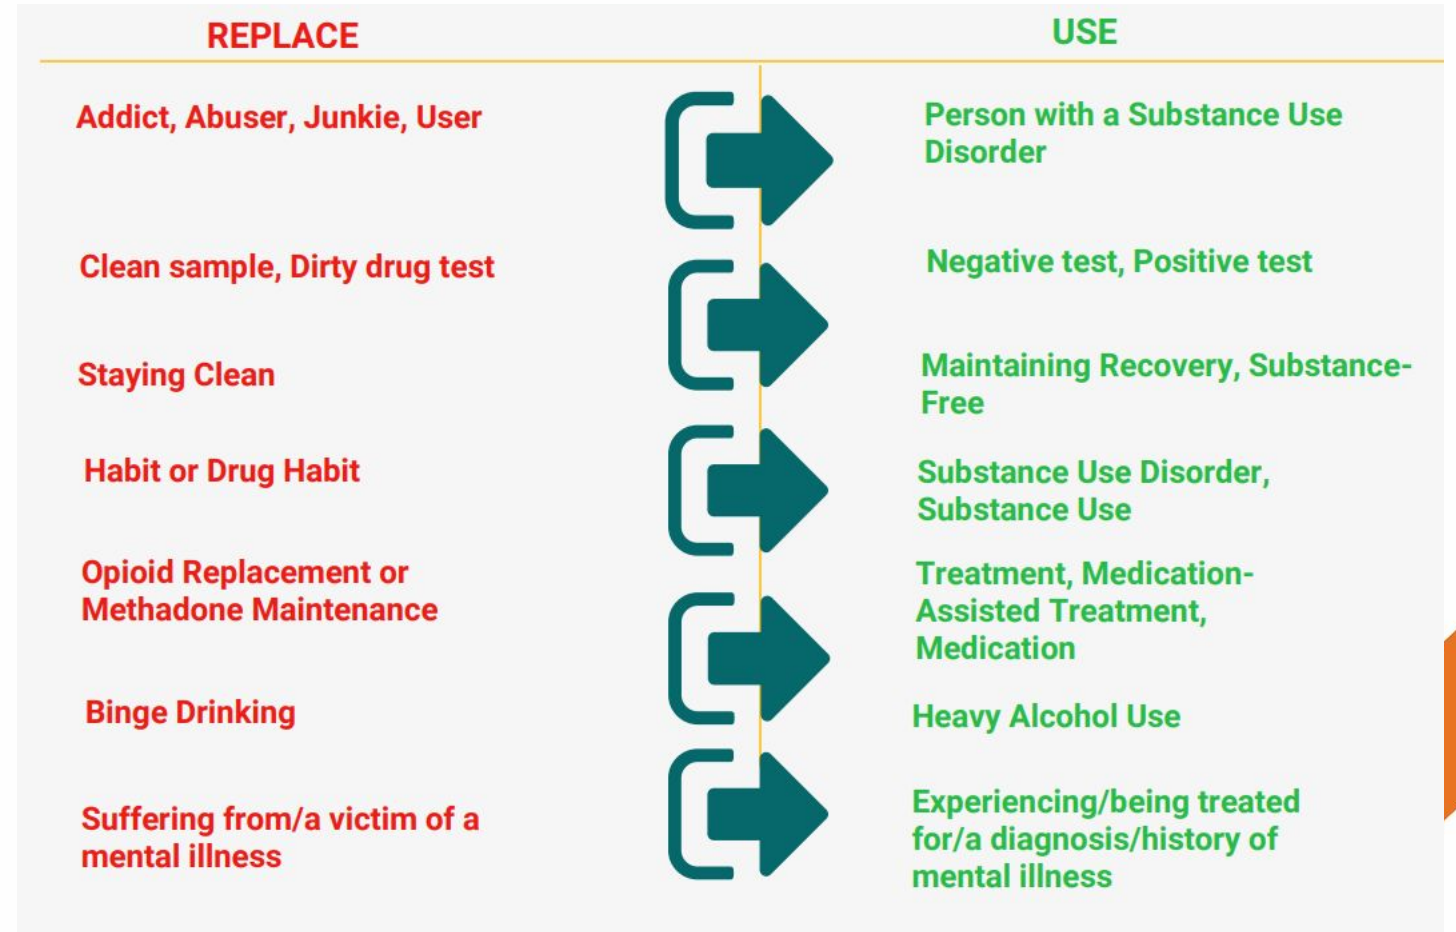 REPLACE
USE
Addict, Abuser, Junkie, User
Person with a Substance Use
Disorder
Clean sample, Dirty drug test
Negative test, Positive test
Staying Clean
Maintaining Recovery, Substance-
Free
Habit or Drug Habit
Substance Use Disorder,
Substance Use
Opioid Replacement or
Methadone Maintenance
Treatment, Medication-
Assisted Treatment,
Medication
Binge Drinking
Heavy Alcohol Use
Suffering from/a victim of a
mental illness
Experiencing/being treated
for/a diagnosis/history of
mental illness